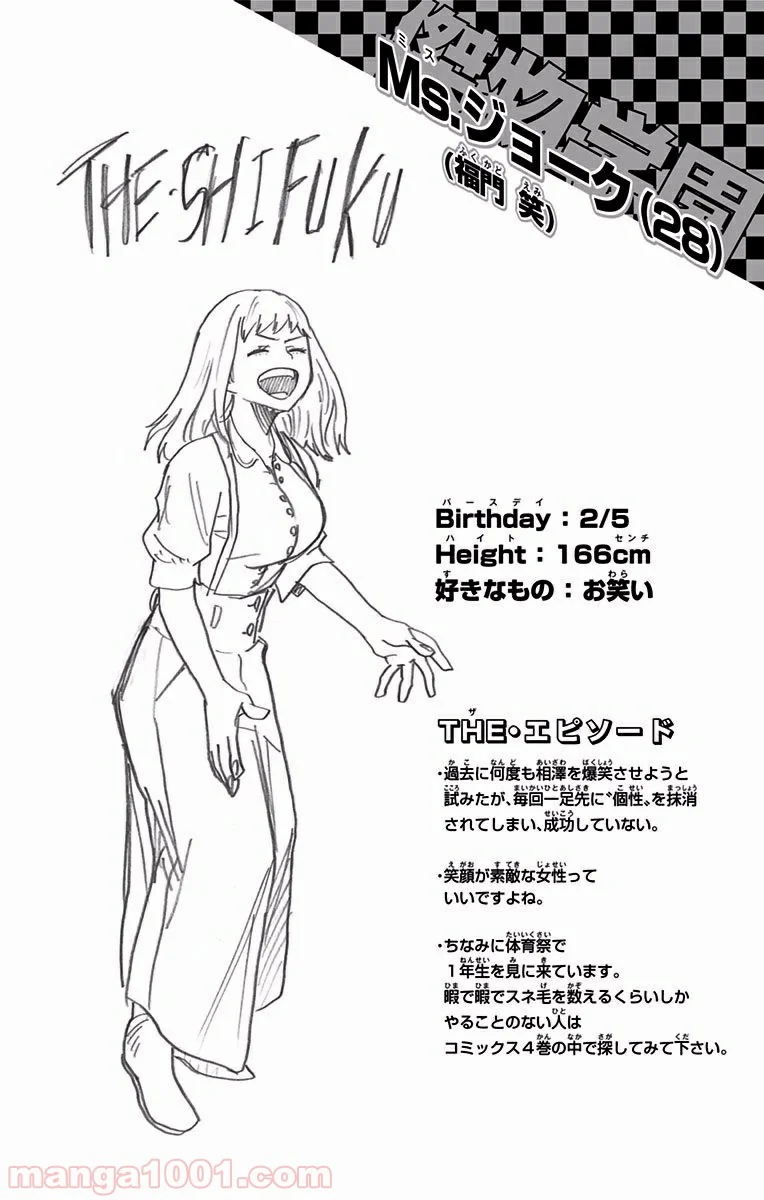 傑物学園
Ms.ジョーク(28)
(福門 笑)
THE・SHIFUKU
Birthday：2/5
Height：166cm
好きなもの：お笑い
THE・エピソード
・過去に何度も相澤を爆笑させようと
試みたが、毎回一足先に〝個性〟を抹消
されてしまい、成功していない。
・笑顔が素敵な女性って
いいですよね。
・ちなみに体育祭で
1年生を見に来ています。
暇で暇でスネ毛を数えるくらいしか
やることのない人は
コミックス4巻の中で探してみて下さい。
manga1001.com